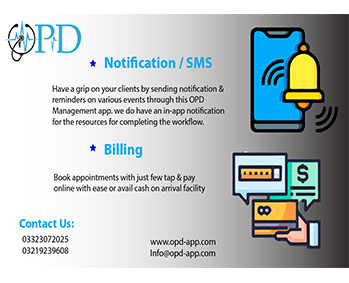 OPD
Notification / SMS
Have a grip on your clients by sending notification &
reminders on various events through this OPD
Management app. we do have an in-app notification
for the resources for completing the workflow.
Billing
Book appointments with just few tap & pay
online with ease or avail cash on arrival facility
Contact Us:
03323072025
03219239608
www.opd-app.com
Info@opd-app.com